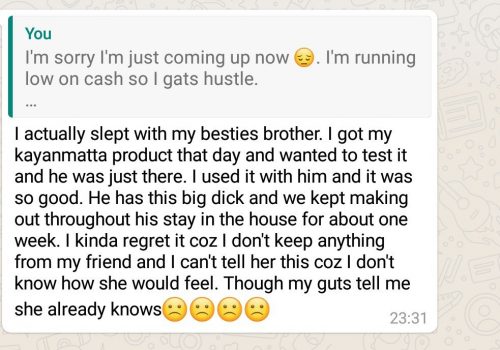 You
I'm sorry I'm just coming up now 😔. I'm running
low on cash so I gats hustle.
...
I actually slept with my besties brother. I got my
kayanmatta product that day and wanted to test it
and he was just there. I used it with him and it was
so good. He has this big dick and we kept making
out throughout his stay in the house for about one
week. I kinda regret it coz I don't keep anything
from my friend and I can't tell her this coz I don't
know how she would feel. Though my guts tell me
she already knows🙁🙁🙁🙁
23:31